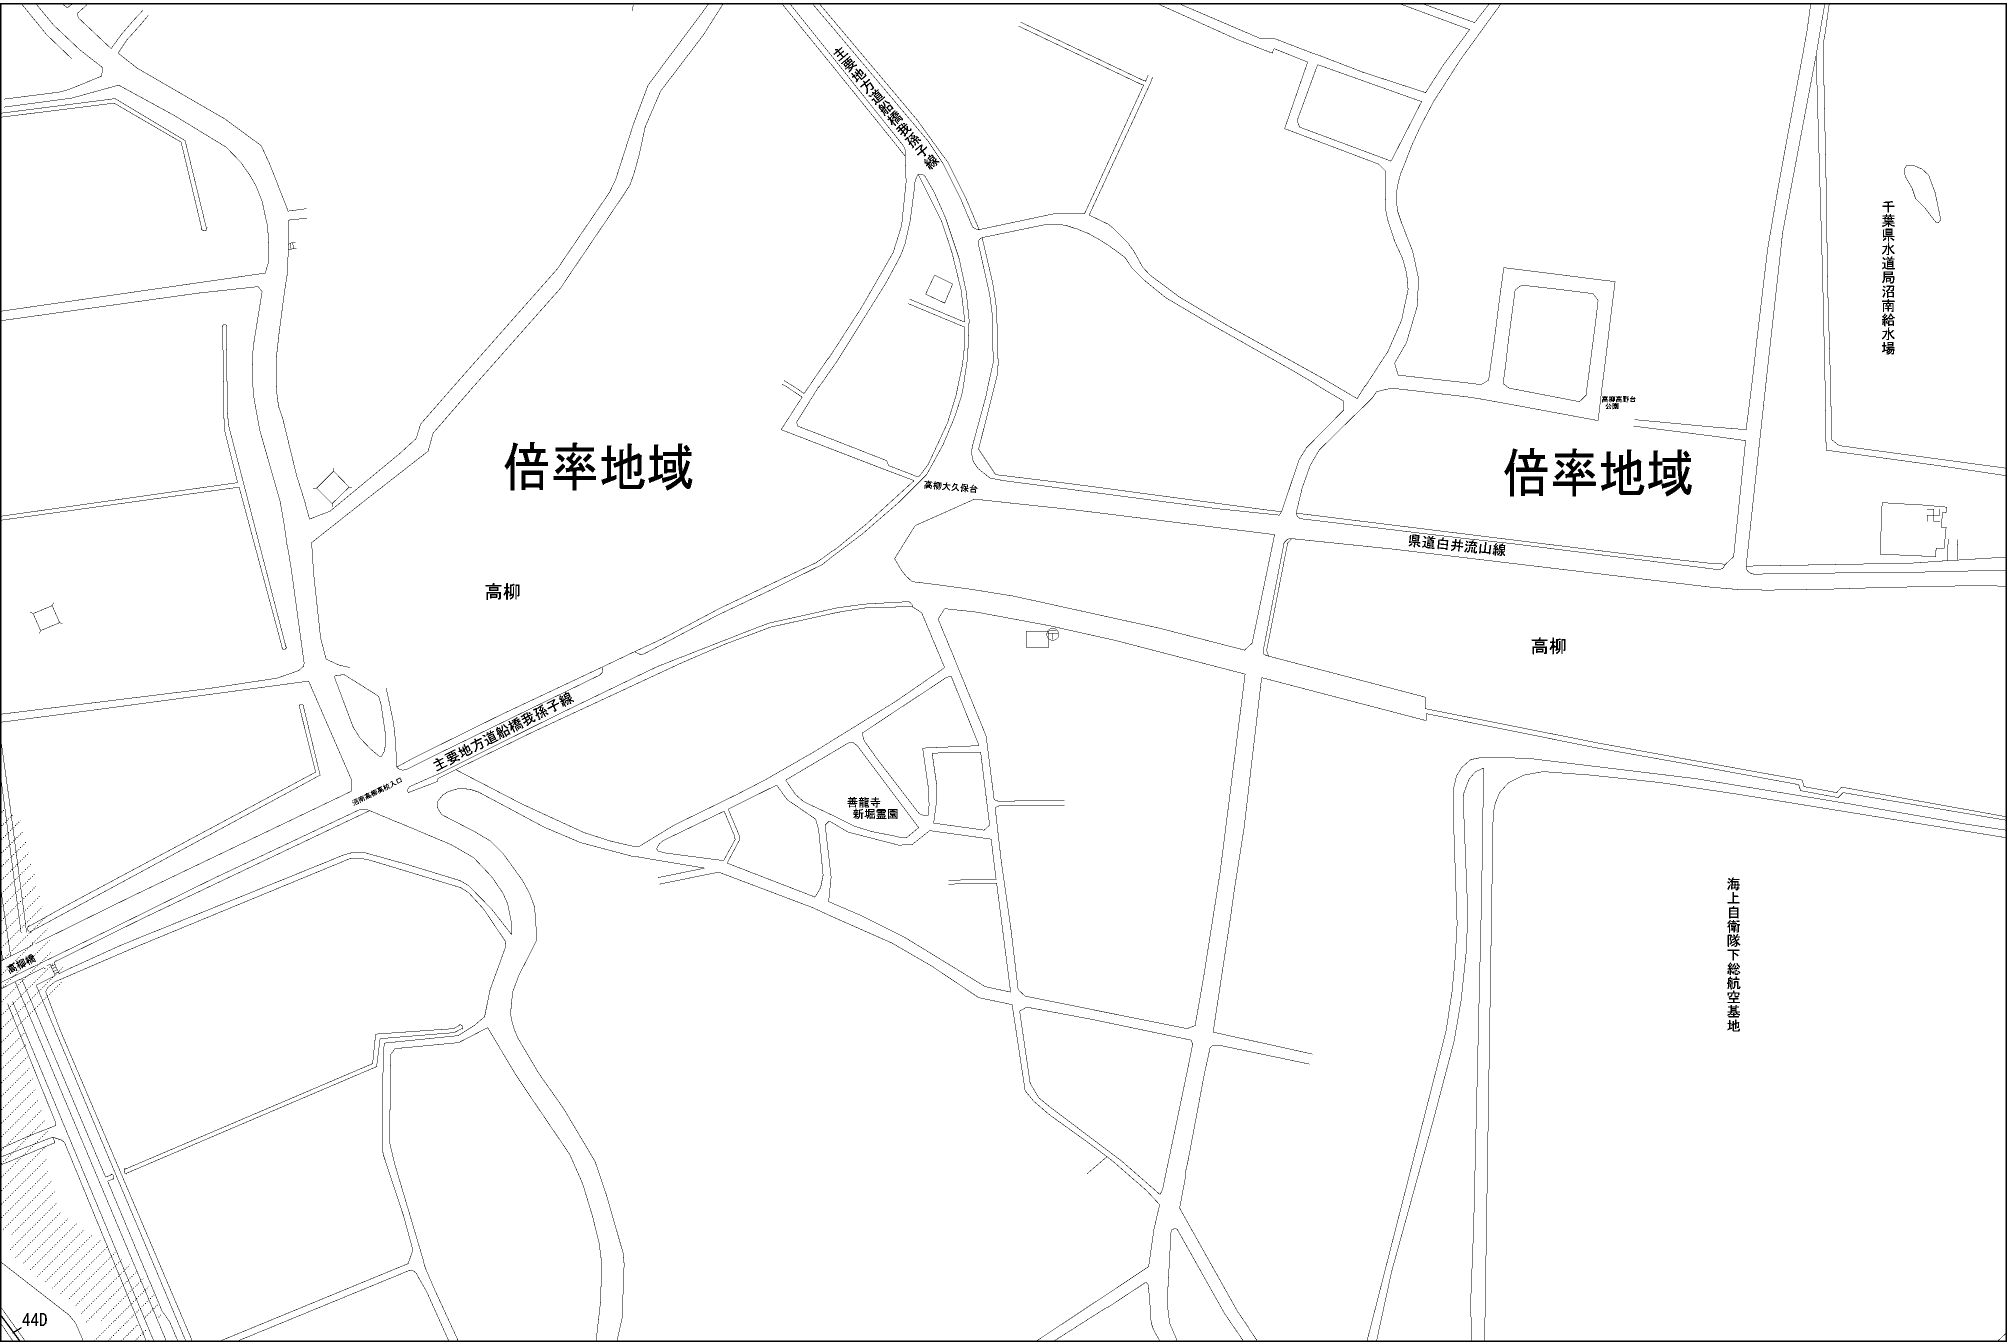 主要地方道船橋我孫子線
千葉県水道局沼南給水場
高柳高野台
公園
倍率地域
倍率地域
高柳大久保台
県道白井流山線
高柳
高柳
主要地方道船橋我孫子線
沼南高柳高校入口
善龍寺
新堀霊園
海上自衛隊下総航空基地
高柳橋
44D